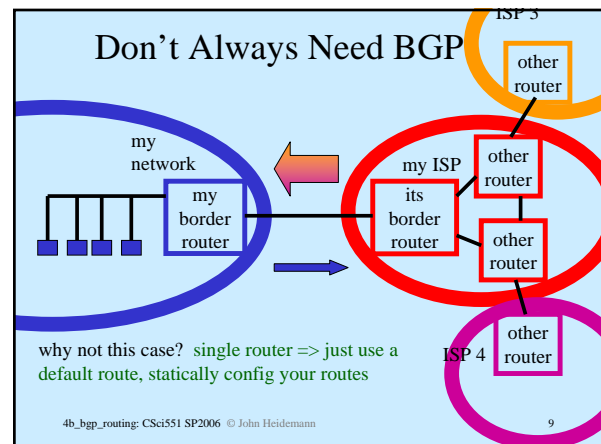 ISP 3
Don't Always Need BGP
other
router
my
network
my ISP
other
router
my
border
router
its
border
router
other
router
other
router
ISP 4
why not this case? single router => just use a
default route, statically config your routes
4b_bgp_routing: CSci551 SP2006 © John Heidemann
9